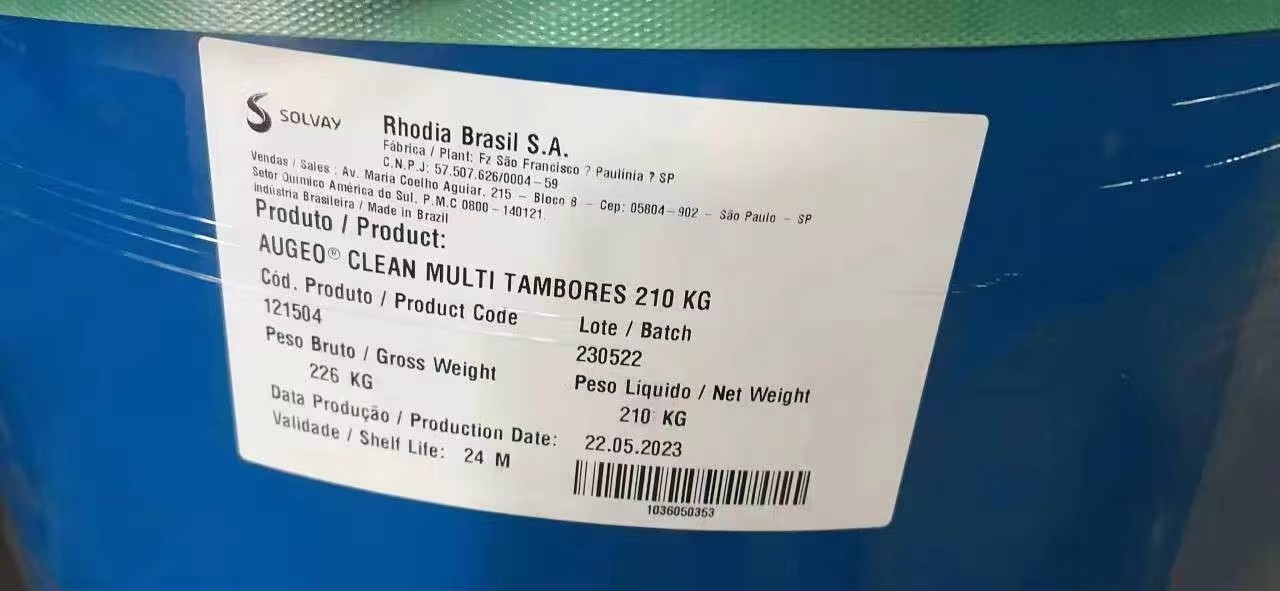 SOLVAY
Rhodia Brasil S.A.
Fábrica / Plant: Fz São Francisco ? Paulínia ? SP
C.N.P.J: 57.507.626/0004-59
Vendas / Sales : Av. Maria Coelho Aguiar, 215 - Bloco B - Cep: 05804-902 - São Paulo - SP
Setor Químico América do Sul, P.M.C 0800-140121.
Indústria Brasileira / Made in Brazil
Produto / Product:
AUGEO® CLEAN MULTI TAMBORES 210 KG
Cód. Produto / Product Code
121504
Lote / Batch
230522
Peso Bruto / Gross Weight
226 KG
Peso Líquido / Net Weight
210 KG
Data Produção / Production Date: 22.05.2023
Validade / Shelf Life: 24 M
1036050353